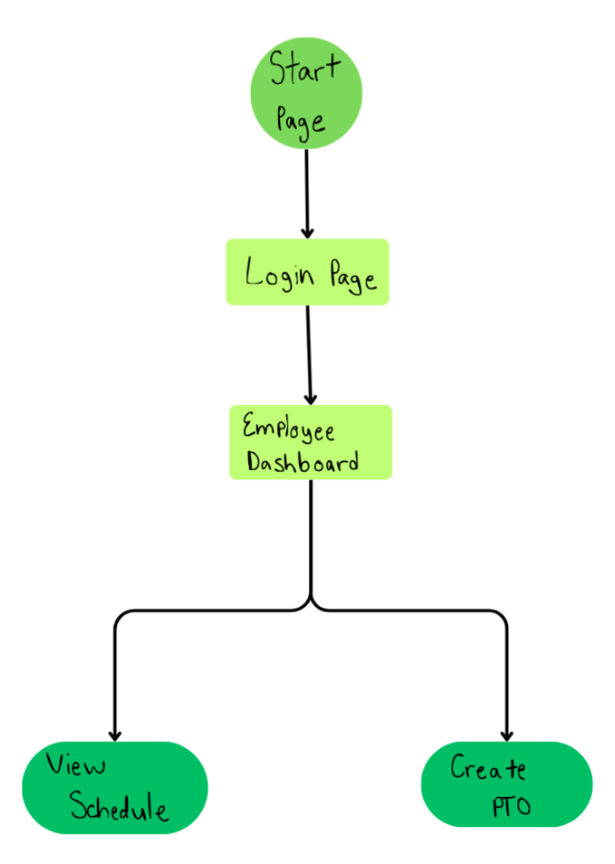 Start
Page
Login Page
Employee
Dashboard
View
Schedule
Create
PTO